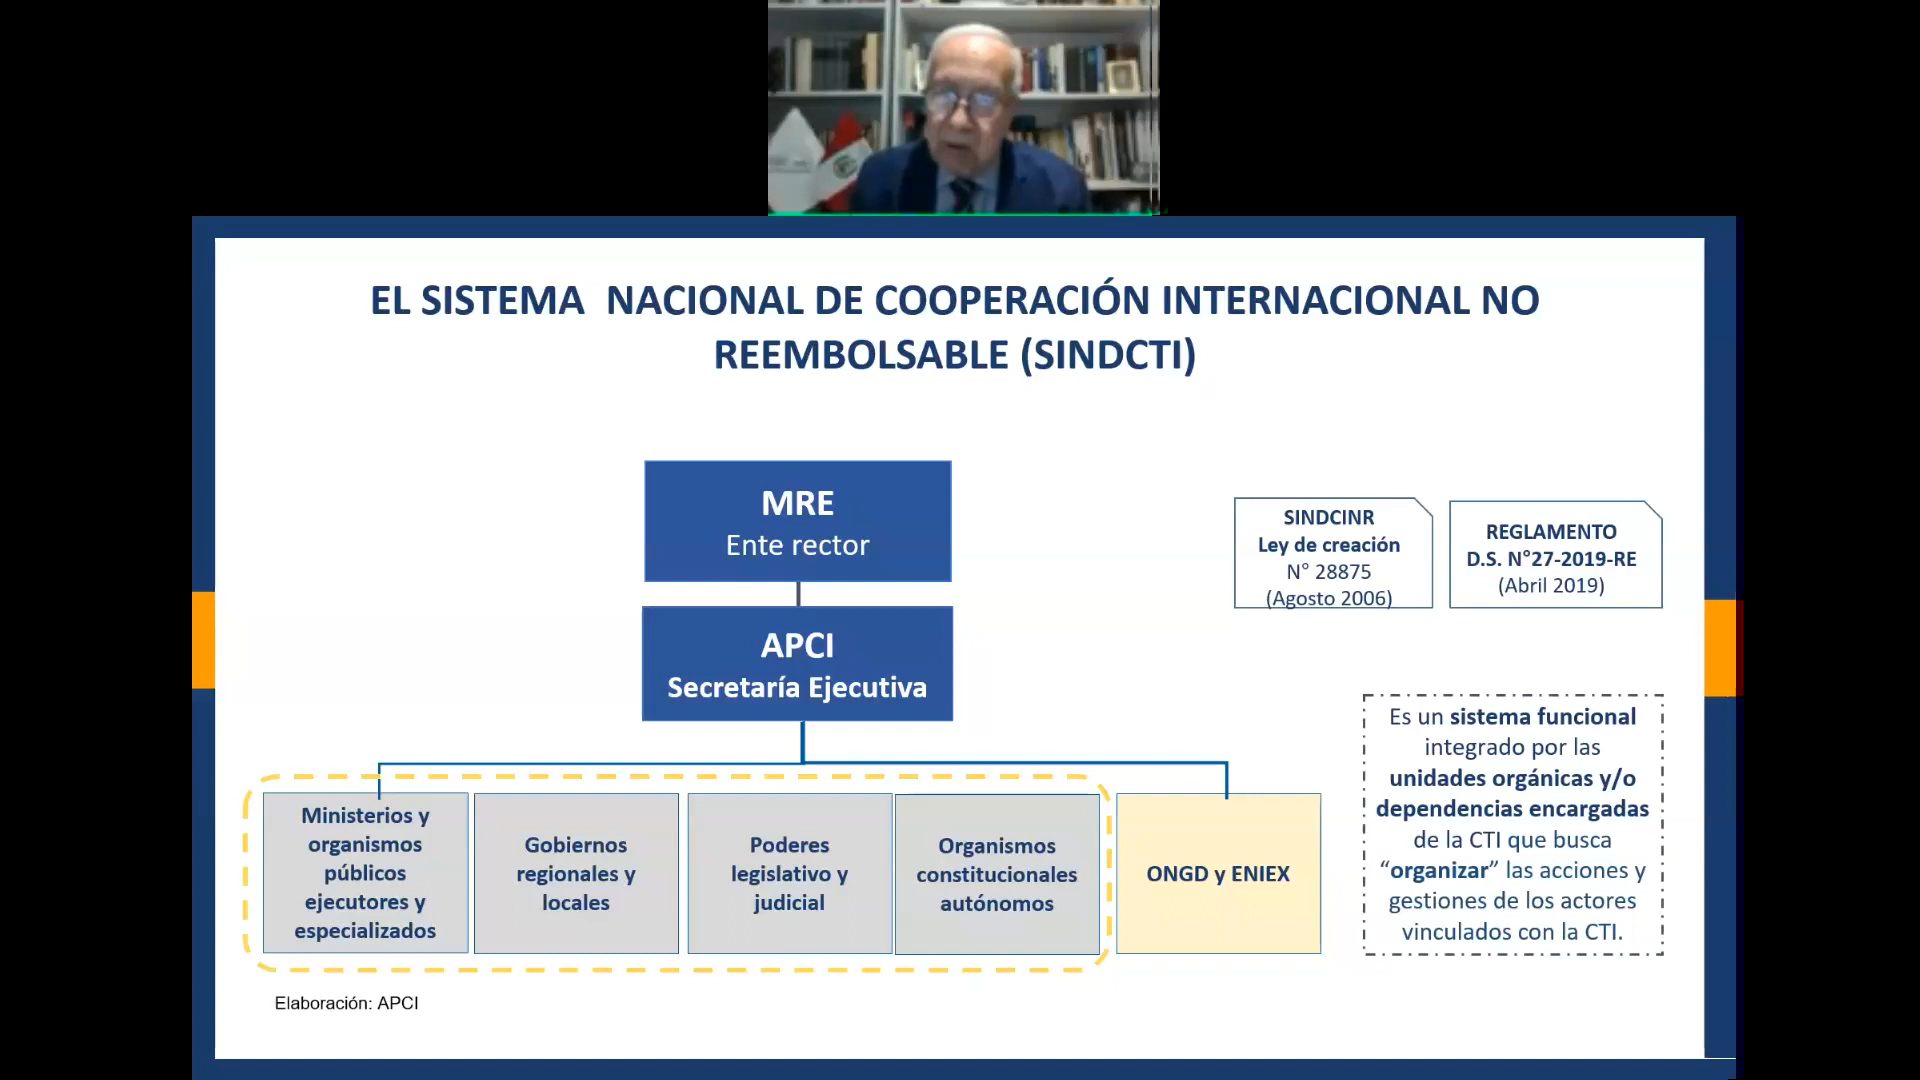 EL SISTEMA NACIONAL DE COOPERACIÓN INTERNACIONAL NO
REEMBOLSABLE (SINDCTI)
MRE
Ente rector
APCI
Secretaría Ejecutiva
SINDCINR
Ley de creación
N° 28875
(Agosto 2006)
REGLAMENTO
D.S. N°27-2019-RE
(Abril 2019)
Ministerios y
organismos
públicos
ejecutores y
especializados
Gobiernos
regionales y
locales
Poderes
legislativo y
judicial
Organismos
constitucionales
autónomos
ONGD y ENIEX
Es un sistema funcional
integrado por las
unidades orgánicas y/o
dependencias encargadas
de la CTI que busca
“organizar” las acciones y
gestiones de los actores
vinculados con la CTI.
Elaboración: APCI